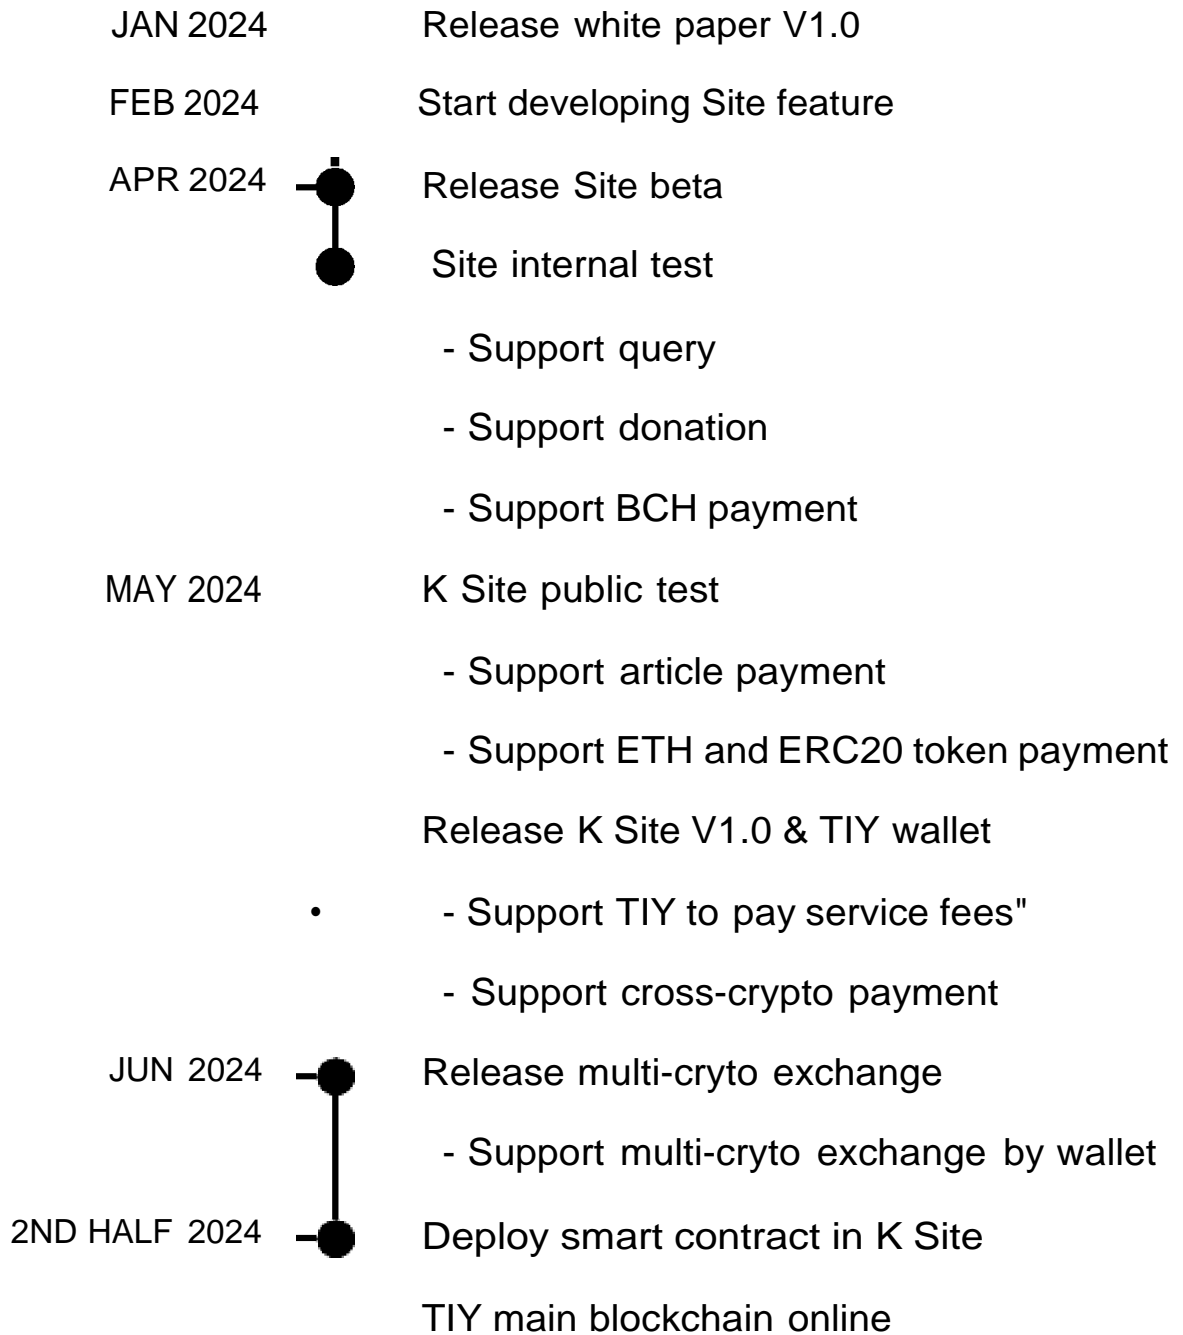 JAN 2024 Release white paper V1.0
FEB 2024 Start developing Site feature
APR 2024 Release Site beta
Site internal test
- Support query
- Support donation
- Support BCH payment
MAY 2024 K Site public test
- Support article payment
- Support ETH and ERC20 token payment
Release K Site V1.0 & TIY wallet
• - Support TIY to pay service fees"
- Support cross-crypto payment
JUN 2024 Release multi-cryto exchange
- Support multi-cryto exchange by wallet
2ND HALF 2024 Deploy smart contract in K Site
TIY main blockchain online